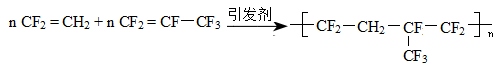 n CF₂=CH₂ + n CF₂=CF—CF₃ 引发剂 → —[CF₂—CH₂—CF—CF₂]—n
CF₃